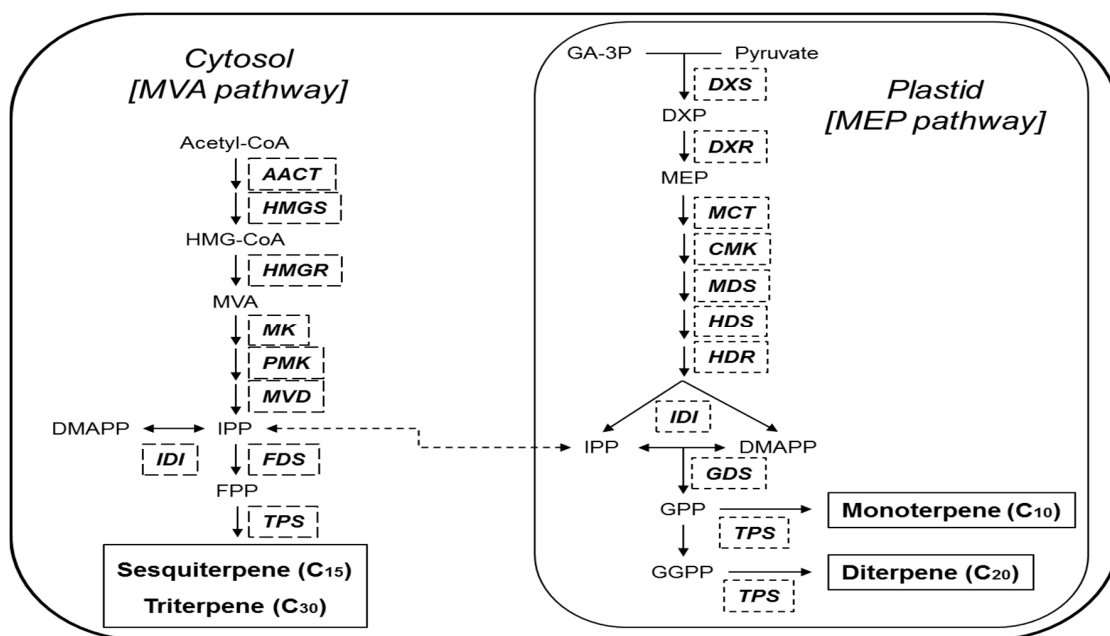 Cytosol
[MVA pathway]
Acetyl-CoA
AACT
HMGS
HMG-CoA
HMGR
MVA
MK
PMK
MVD
DMAPP
IPP
IDI
FDS
FPP
TPS
Sesquiterpene (C₁₅)
Triterpene (C₃₀)
GA-3P
Pyruvate
Plastid
[MEP pathway]
DXS
DXP
DXR
MEP
MCT
CMK
MDS
HDS
HDR
IDI
IPP
DMAPP
GDS
GPP
Monoterpene (C₁₀)
TPS
GGPP
Diterpene (C₂₀)
TPS